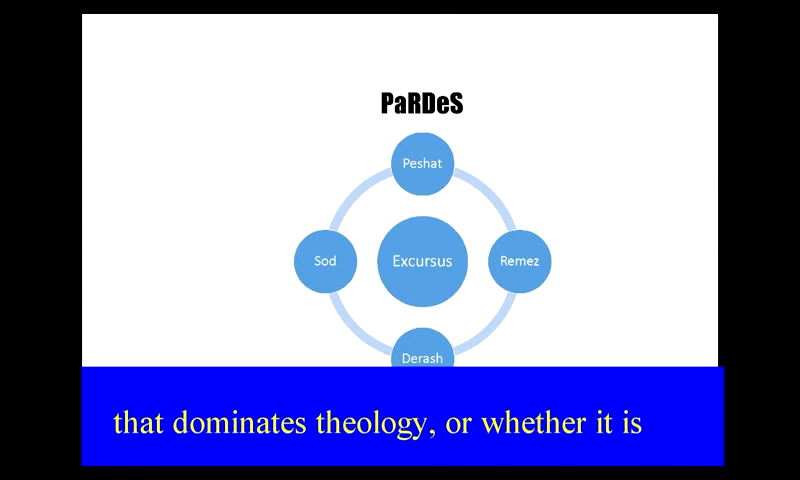 PaRDeS
Peshat
Sod
Excursus
Remez
Derash
that dominates theology, or whether it is